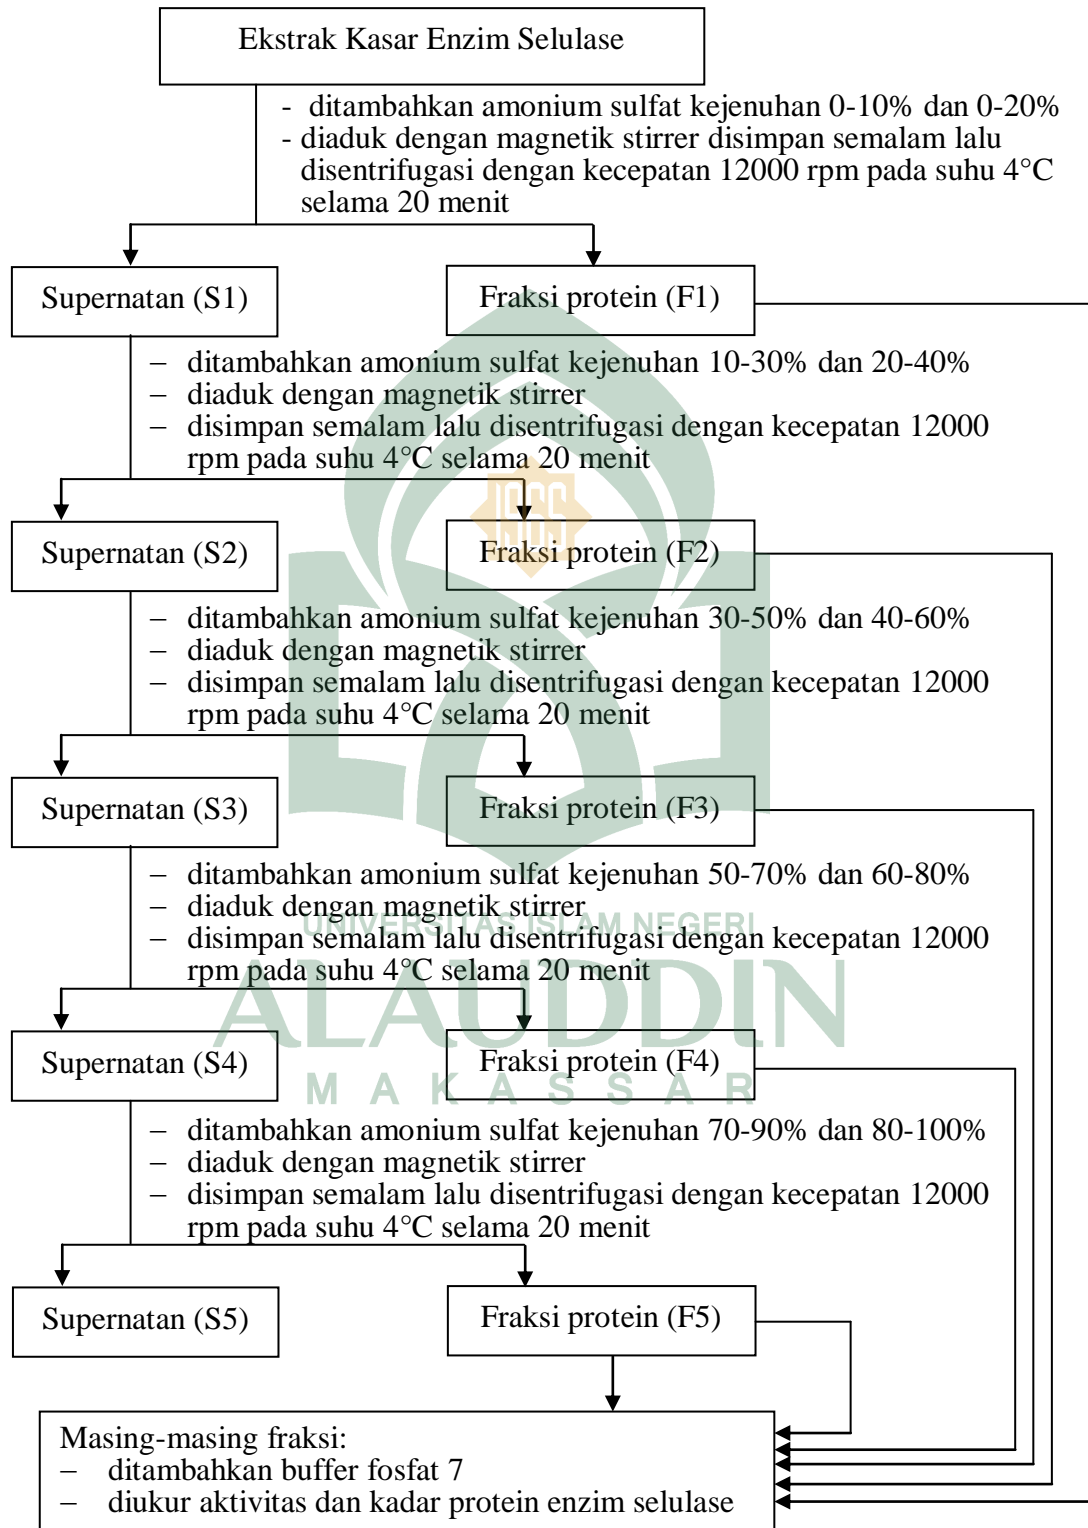 Ekstrak Kasar Enzim Selulase
- ditambahkan amonium sulfat kejenuhan 0-10% dan 0-20%
- diaduk dengan magnetik stirrer disimpan semalam lalu
disentrifugasi dengan kecepatan 12000 rpm pada suhu 4°C
selama 20 menit
Supernatan (S1)
Fraksi protein (F1)
– ditambahkan amonium sulfat kejenuhan 10-30% dan 20-40%
– diaduk dengan magnetik stirrer
– disimpan semalam lalu disentrifugasi dengan kecepatan 12000
rpm pada suhu 4°C selama 20 menit
Supernatan (S2)
Fraksi protein (F2)
– ditambahkan amonium sulfat kejenuhan 30-50% dan 40-60%
– diaduk dengan magnetik stirrer
– disimpan semalam lalu disentrifugasi dengan kecepatan 12000
rpm pada suhu 4°C selama 20 menit
Supernatan (S3)
Fraksi protein (F3)
– ditambahkan amonium sulfat kejenuhan 50-70% dan 60-80%
– diaduk dengan magnetik stirrer
UNIVERSITAS ISLAM NEGERI
– disimpan semalam lalu disentrifugasi dengan kecepatan 12000
rpm pada suhu 4°C selama 20 menit
ALAUDDIN
Supernatan (S4)
Fraksi protein (F4)
MAKASSAR
– ditambahkan amonium sulfat kejenuhan 70-90% dan 80-100%
– diaduk dengan magnetik stirrer
– disimpan semalam lalu disentrifugasi dengan kecepatan 12000
rpm pada suhu 4°C selama 20 menit
Supernatan (S5)
Fraksi protein (F5)
Masing-masing fraksi:
– ditambahkan buffer fosfat 7
– diukur aktivitas dan kadar protein enzim selulase